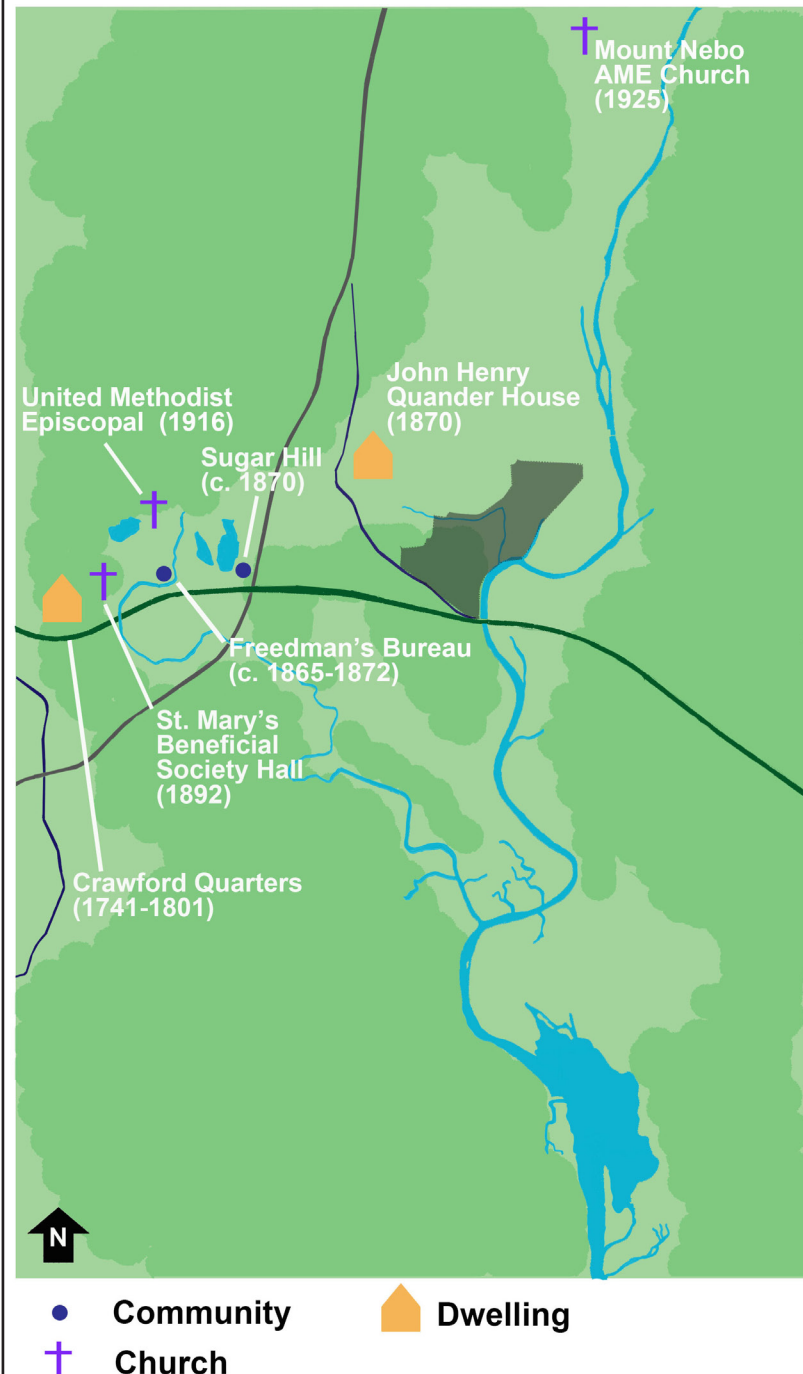 Mount Nebo
AME Church
(1925)
John Henry
Quander House
(1870)
United Methodist
Episcopal (1916)
Sugar Hill
(c. 1870)
Freedman's Bureau
(c. 1865-1872)
St. Mary's
Beneficial
Society Hall
(1892)
Crawford Quarters
(1741-1801)
N
Community
Dwelling
Church